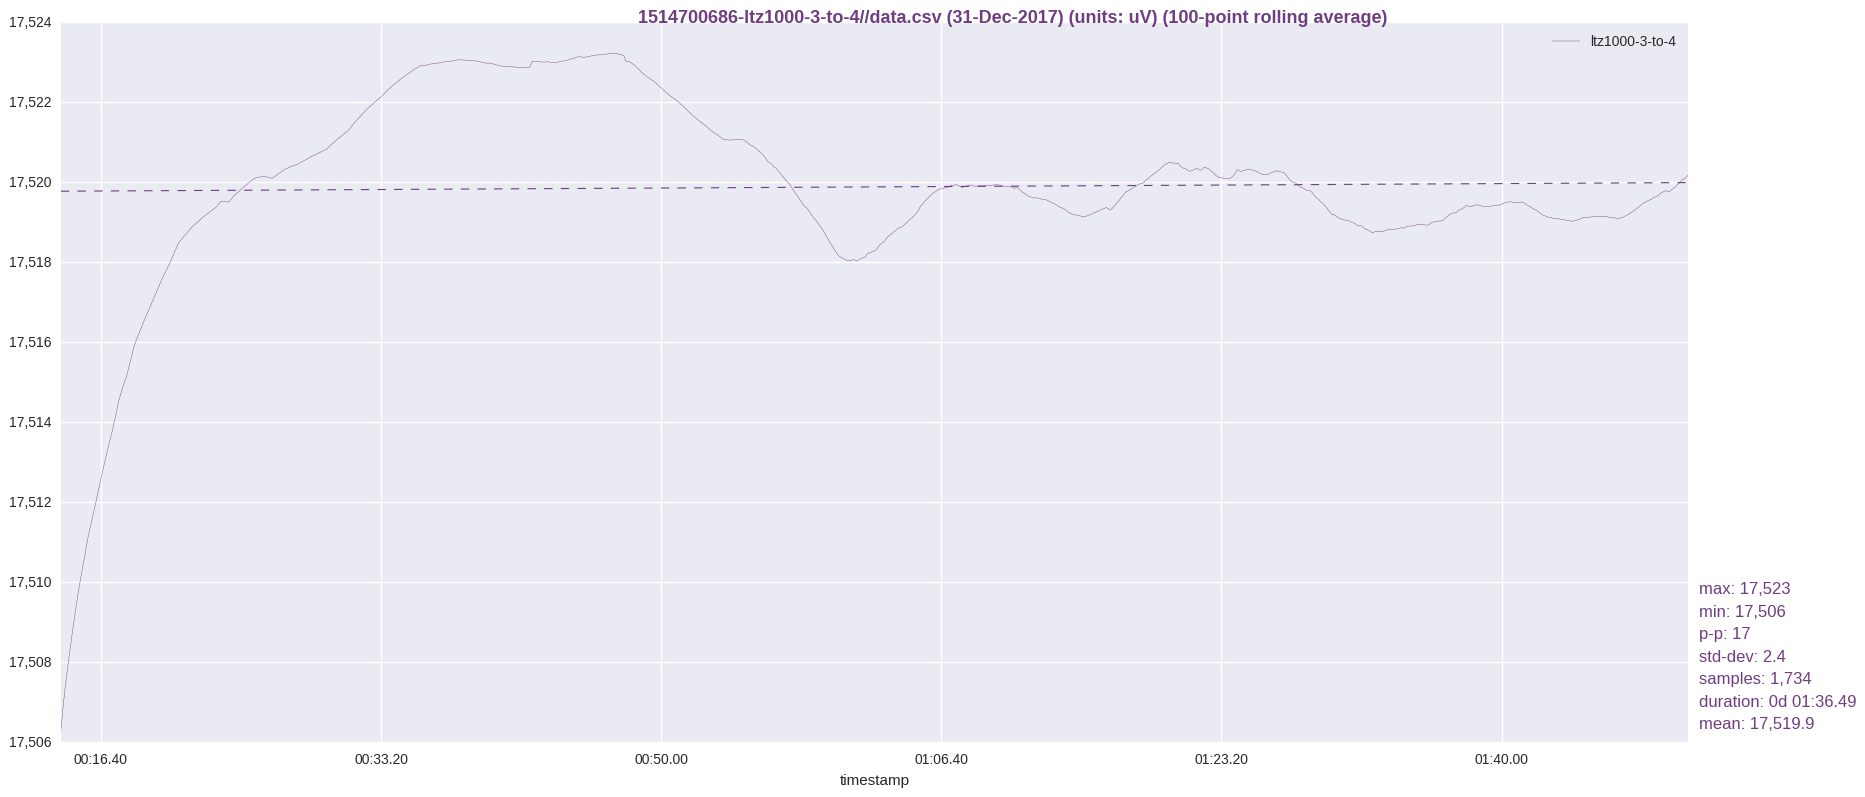 1514700686-ltz1000-3-to-4//data.csv (31-Dec-2017) (units: uV) (100-point rolling average)
ltz1000-3-to-4
17,524
17,522
17,520
17,518
17,516
17,514
17,512
17,510
17,508
17,506
00:16.40
00:33.20
00:50.00
01:06.40
01:23.20
01:40.00
timestamp
max: 17,523
min: 17,506
p-p: 17
std-dev: 2.4
samples: 1,734
duration: 0d 01:36.49
mean: 17,519.9